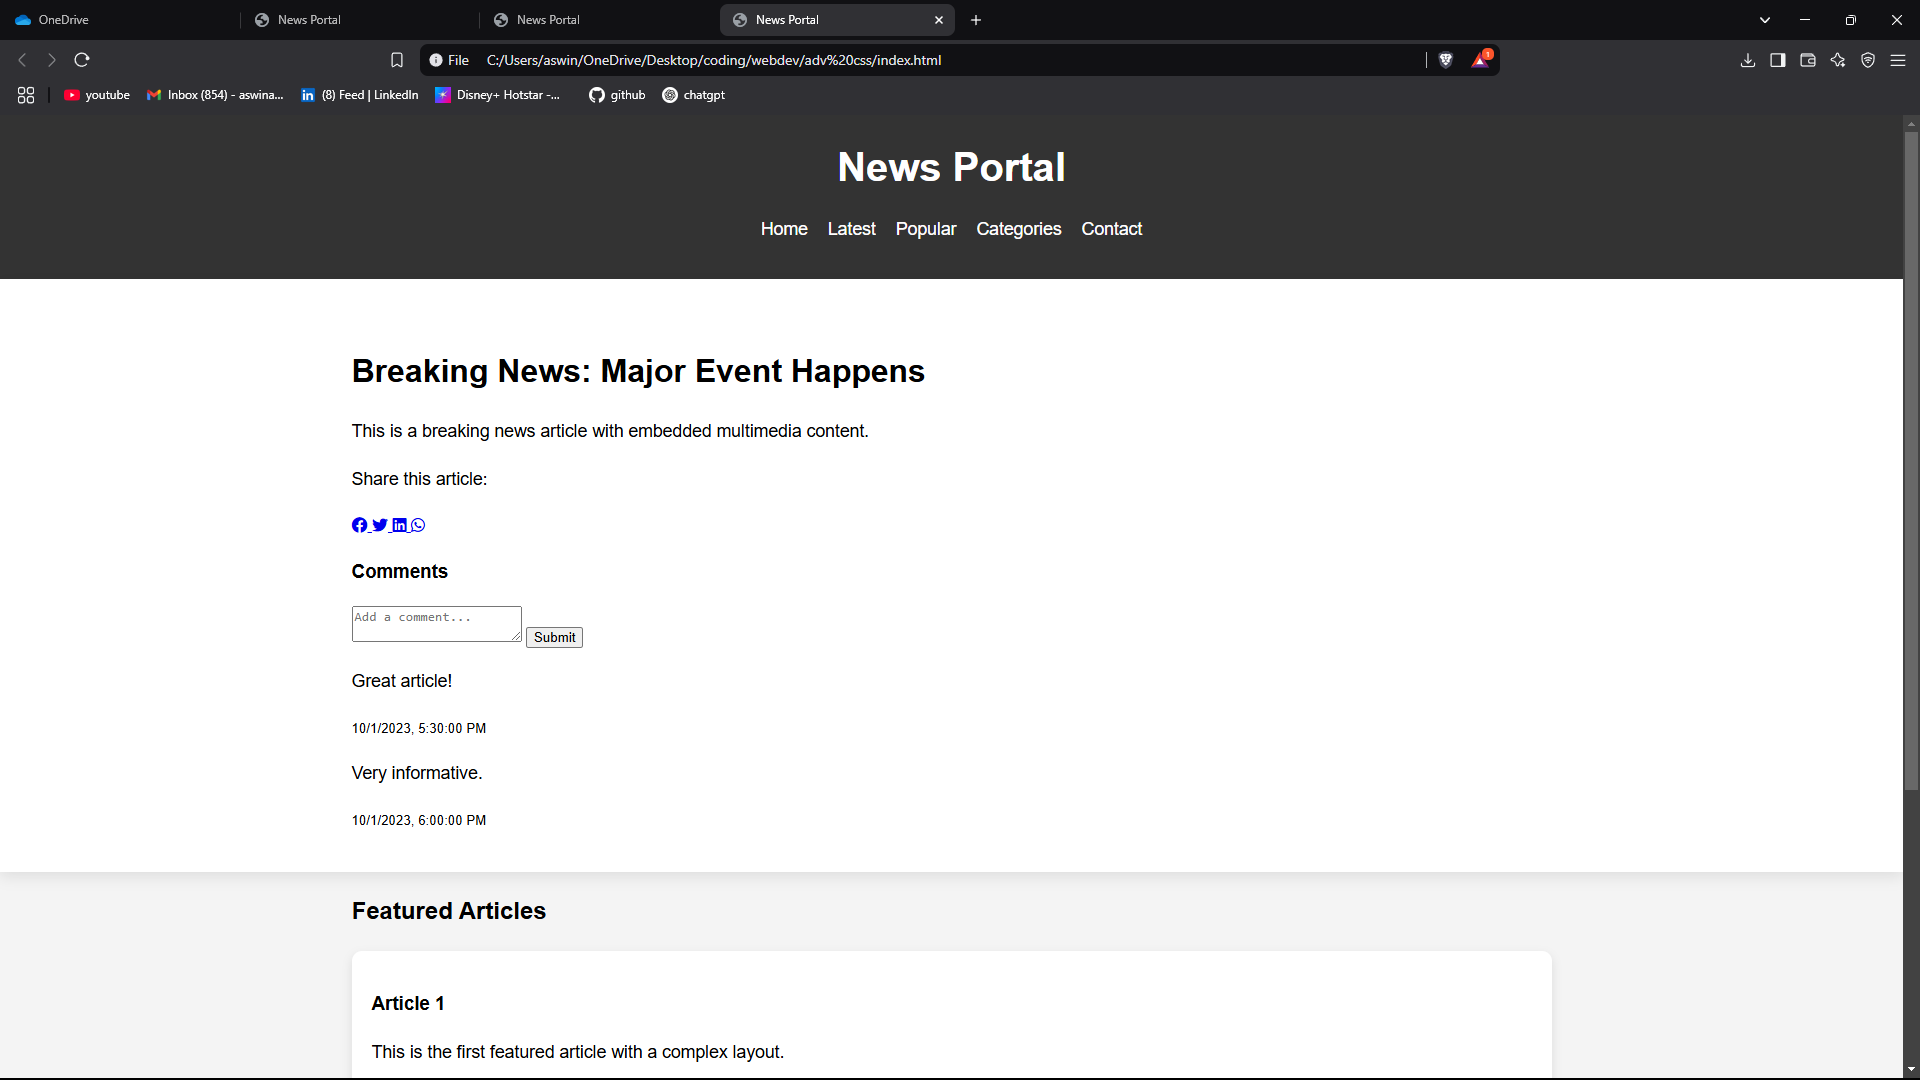 OneDrive News Portal News Portal News Portal
File C:/Users/aswin/OneDrive/Desktop/coding/webdev/adv%20css/index.html 1
youtube Inbox (854) - aswina... (8) Feed | LinkedIn Disney+ Hotstar -... github chatgpt
News Portal
Home Latest Popular Categories Contact
Breaking News: Major Event Happens
This is a breaking news article with embedded multimedia content.
Share this article:
Comments
Add a comment... Submit
Great article!
10/1/2023, 5:30:00 PM
Very informative.
10/1/2023, 6:00:00 PM
Featured Articles
Article 1
This is the first featured article with a complex layout.